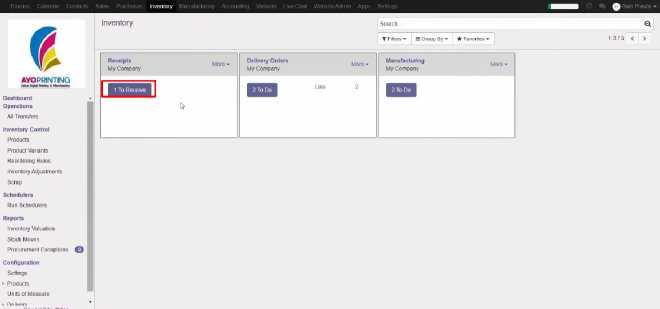 Discuss Calendar Contacts Sales Purchases Inventory Manufacturing Accounting Website Live Chat Website Admin Apps Settings
Inventory
Search...
Filters Group By Favorites
1-3 / 3
AYOPRINTING
Receipts
My Company
More
1 To Receive
Delivery Orders
My Company
More
2 To Do
Late 2
Manufacturing
My Company
More
2 To Do
Dashboard
Operations
All Transfers
Inventory Control
Products
Product Variants
Reordering Rules
Inventory Adjustments
Scrap
Schedulers
Run Schedulers
Reports
Inventory Valuation
Stock Moves
Procurement Exceptions
Configuration
Settings
Products
Units of Measure
Delivery